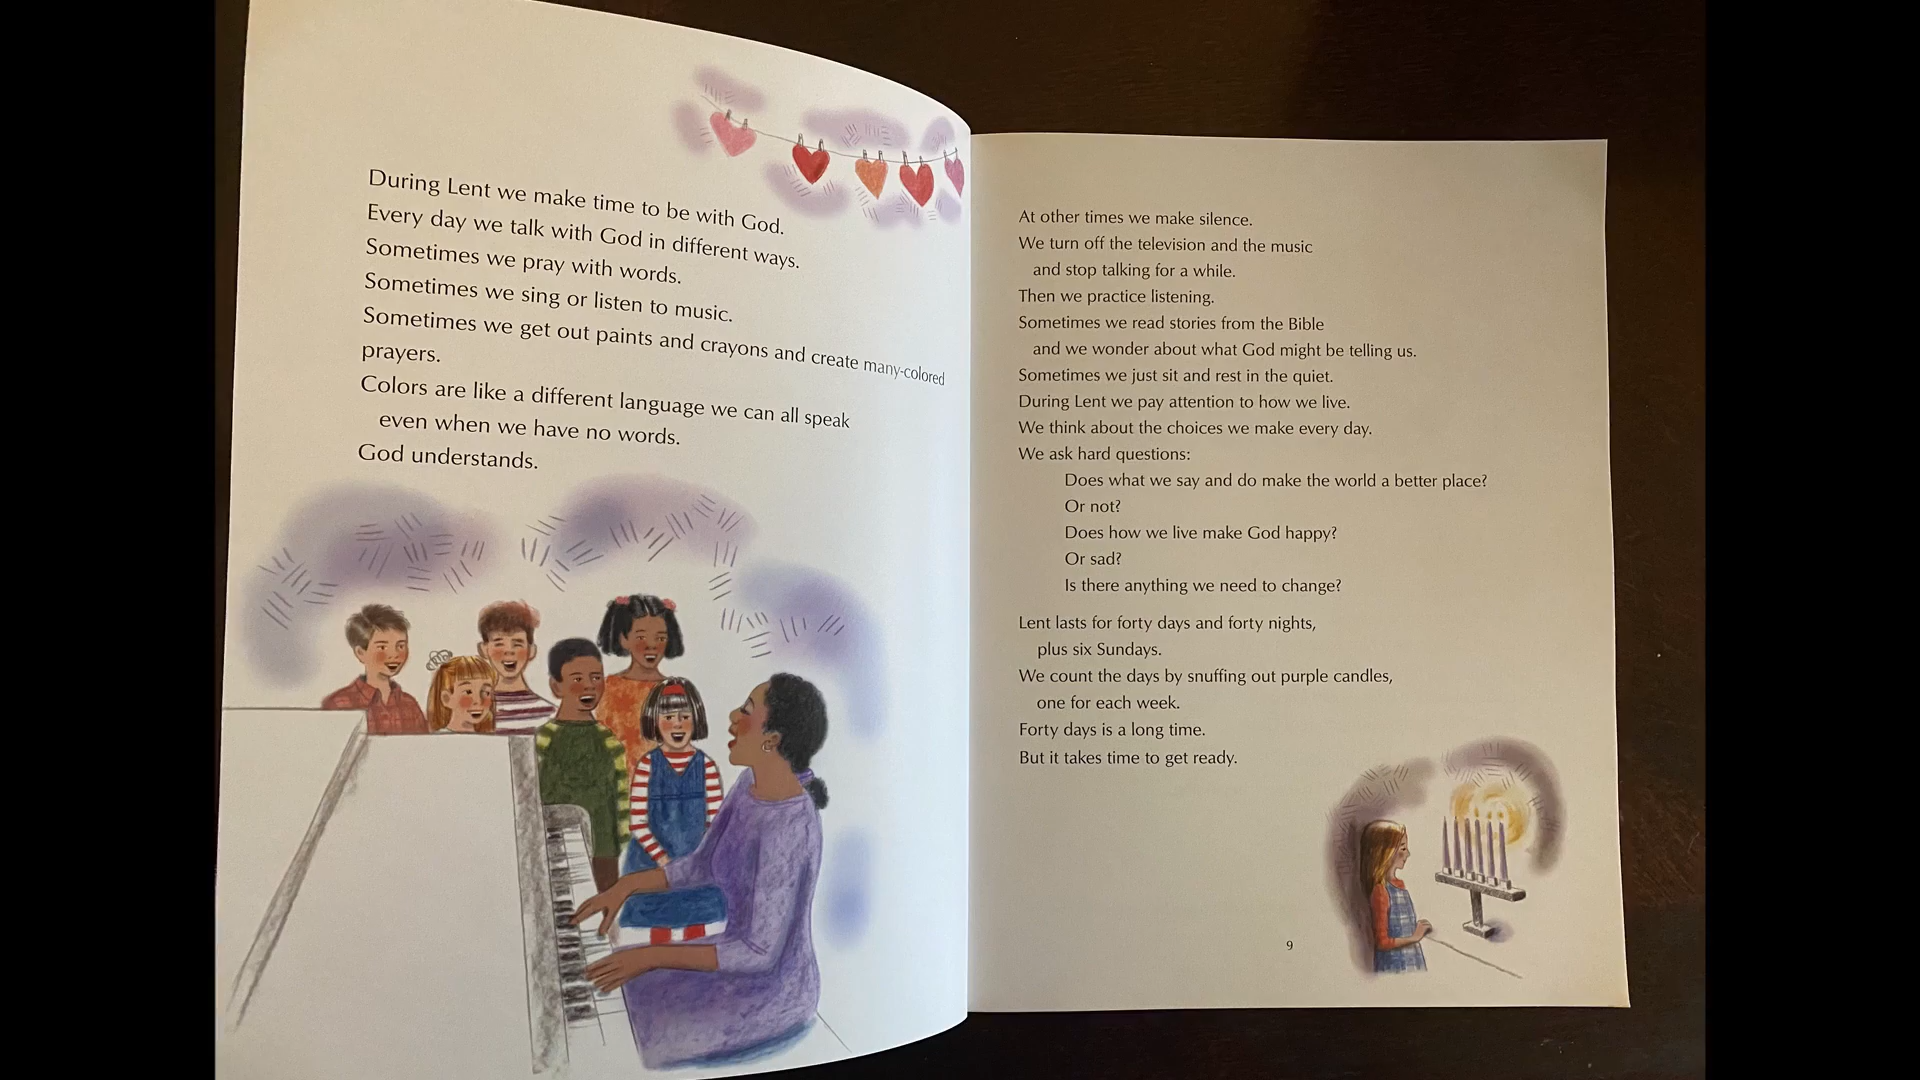 During Lent we make time to be with God.
Every day we talk with God in different ways.
Sometimes we pray with words.
Sometimes we sing or listen to music.
Sometimes we get out paints and crayons and create many-colored
prayers.
Colors are like a different language we can all speak
even when we have no words.
God understands.
At other times we make silence.
We turn off the television and the music
and stop talking for a while.
Then we practice listening.
Sometimes we read stories from the Bible
and we wonder about what God might be telling us.
Sometimes we just sit and rest in the quiet.
During Lent we pay attention to how we live.
We think about the choices we make every day.
We ask hard questions:
Does what we say and do make the world a better place?
Or not?
Does how we live make God happy?
Or sad?
Is there anything we need to change?
Lent lasts for forty days and forty nights,
plus six Sundays.
We count the days by snuffing out purple candles,
one for each week.
Forty days is a long time.
But it takes time to get ready.
9